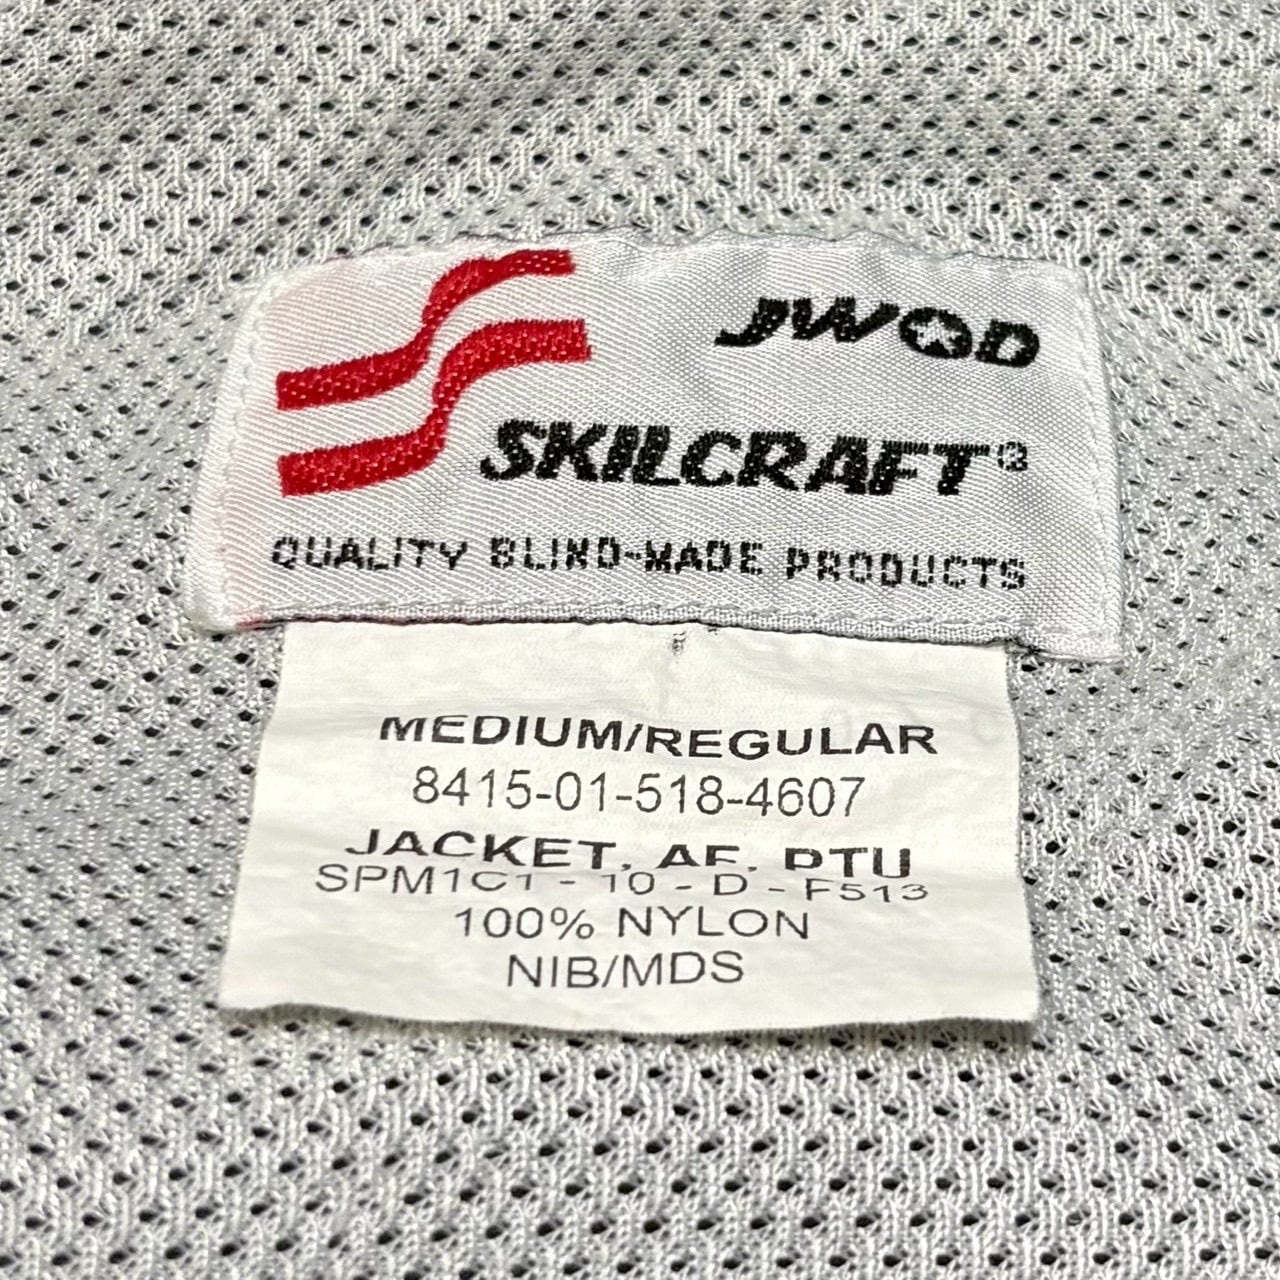 JWOD
SKILCRAFT®
QUALITY BLIND-MADE PRODUCTS
MEDIUM/REGULAR
8415-01-518-4607
JACKET, AF, PTU
SPM1C1 - 10 - D - F513
100% NYLON
NIB/MDS